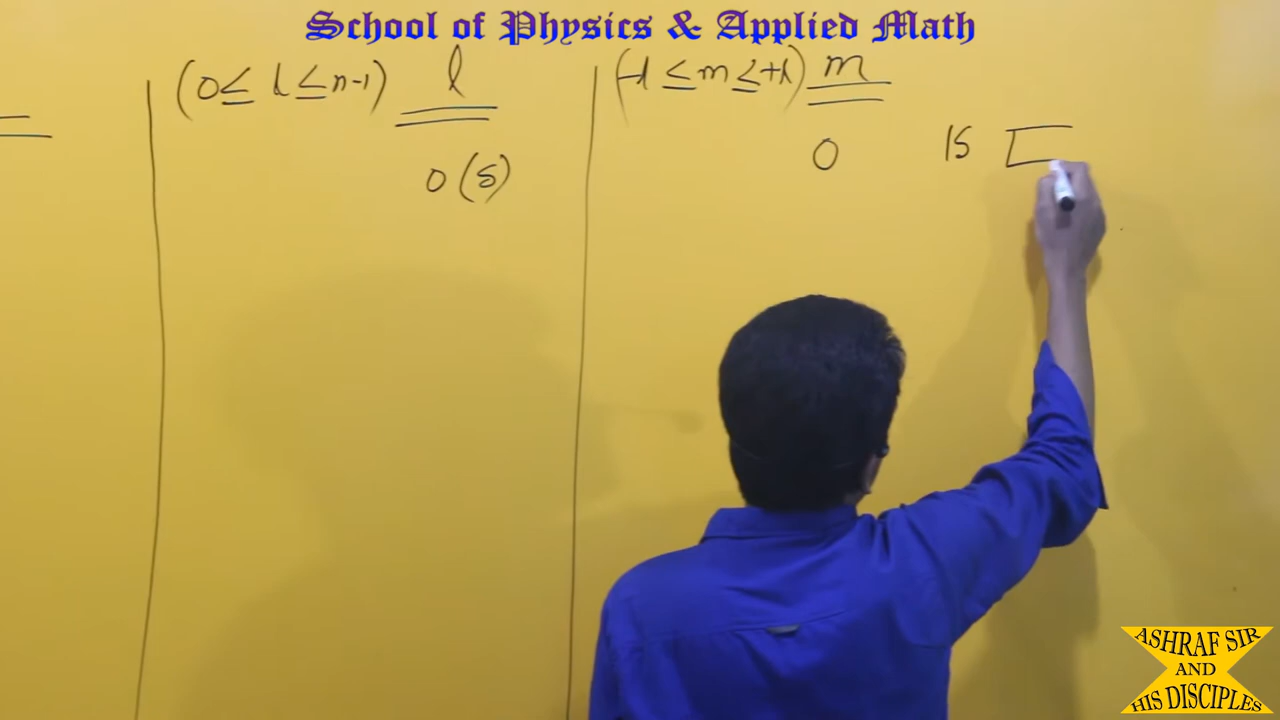 School of Physics & Applied Math
(0 ≤ l ≤ n-1) l
(-l ≤ m ≤ +l) m
0 (s)
0 1S
ASHRAF SIR
AND
HIS DISCIPLES